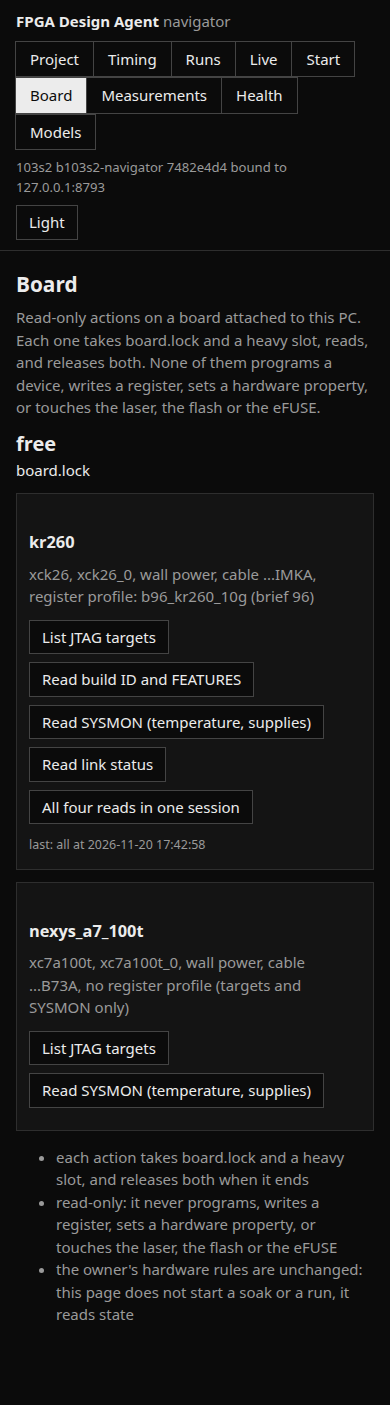 FPGA Design Agent navigator
Project Timing Runs Live Start
Board Measurements Health
Models
103s2 b103s2-navigator 7482e4d4 bound to
127.0.0.1:8793
Light
Board
Read-only actions on a board attached to this PC.
Each one takes board.lock and a heavy slot, reads,
and releases both. None of them programs a
device, writes a register, sets a hardware property,
or touches the laser, the flash or the eFUSE.
free
board.lock
kr260
xck26, xck26_0, wall power, cable ...IMKA,
register profile: b96_kr260_10g (brief 96)
List JTAG targets
Read build ID and FEATURES
Read SYSMON (temperature, supplies)
Read link status
All four reads in one session
last: all at 2026-11-20 17:42:58
nexys_a7_100t
xc7a100t, xc7a100t_0, wall power, cable
...B73A, no register profile (targets and
SYSMON only)
List JTAG targets
Read SYSMON (temperature, supplies)
• each action takes board.lock and a heavy
slot, and releases both when it ends
• read-only: it never programs, writes a
register, sets a hardware property, or
touches the laser, the flash or the eFUSE
• the owner's hardware rules are unchanged:
this page does not start a soak or a run, it
reads state